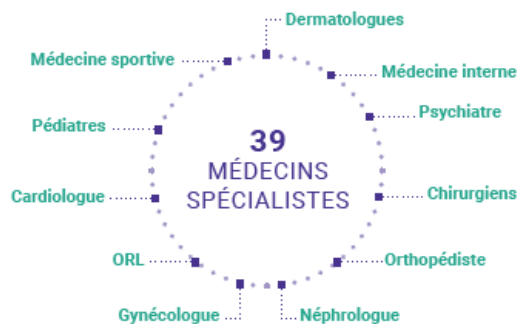 Dermatologues
Médecine sportive
Médecine interne
Psychiatre
Pédiatres
39
MÉDECINS
SPÉCIALISTES
Cardiologue
Chirurgiens
ORL
Orthopédiste
Gynécologue
Néphrologue